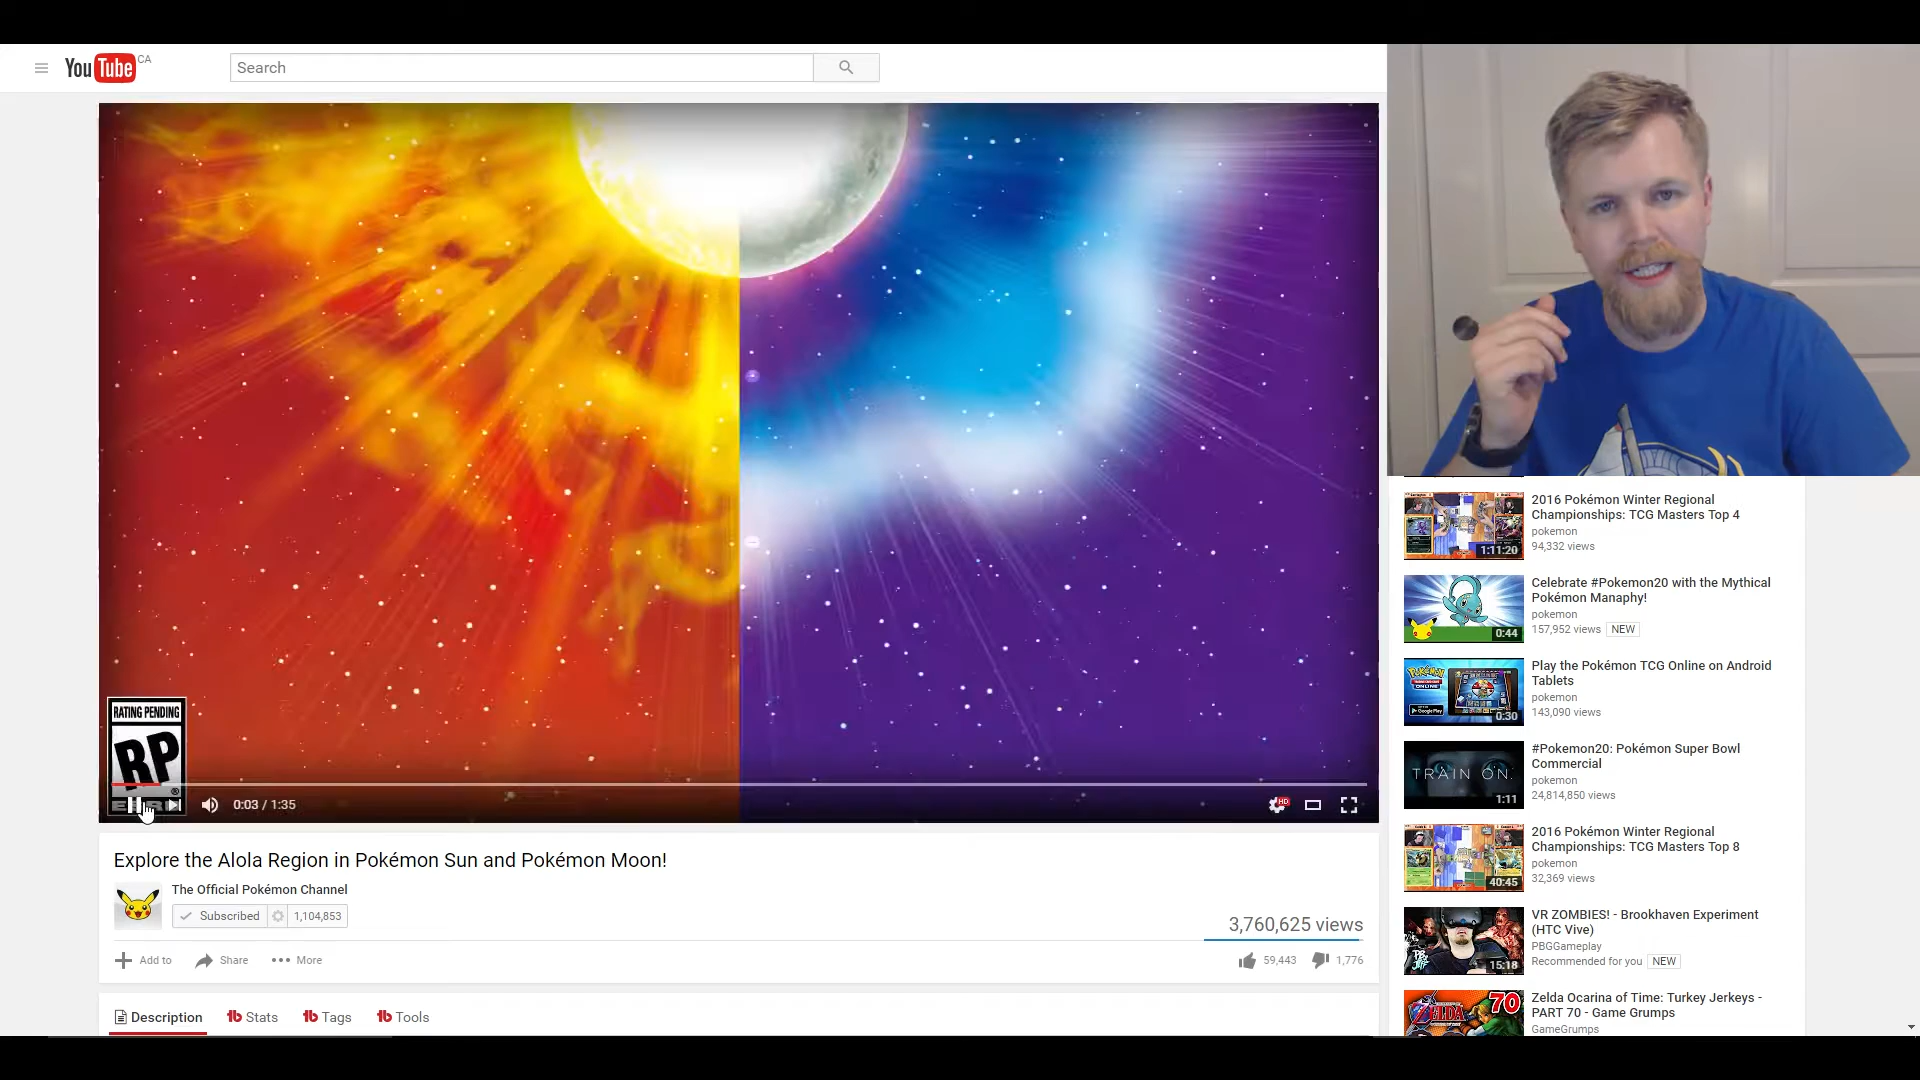 YouTube CA
Search
RATING PENDING
RP
ESRB
0:03 / 1:35
HD
Explore the Alola Region in Pokémon Sun and Pokémon Moon!
The Official Pokémon Channel
Subscribed 1,104,853
3,760,625 views
Add to Share More
59,443 1,776
Description Stats Tags Tools
2016 Pokémon Winter Regional
Championships: TCG Masters Top 4
pokemon
94,332 views
1:11:20
Celebrate #Pokemon20 with the Mythical
Pokémon Manaphy!
pokemon
157,952 views NEW
0:44
Play the Pokémon TCG Online on Android
Tablets
pokemon
143,090 views
0:30
#Pokemon20: Pokémon Super Bowl
Commercial
pokemon
24,814,850 views
TRAIN ON.
1:11
2016 Pokémon Winter Regional
Championships: TCG Masters Top 8
pokemon
32,369 views
40:45
VR ZOMBIES! - Brookhaven Experiment
(HTC Vive)
PBGGameplay
Recommended for you NEW
15:18
Zelda Ocarina of Time: Turkey Jerkeys -
PART 70 - Game Grumps
GameGrumps
70
ZELDA